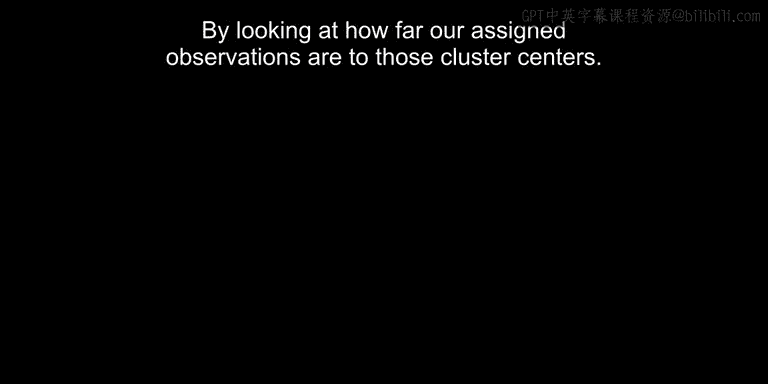 GPT中英字幕课程资源@bilibili.com
By looking at how far our assigned
observations are to those cluster centers.